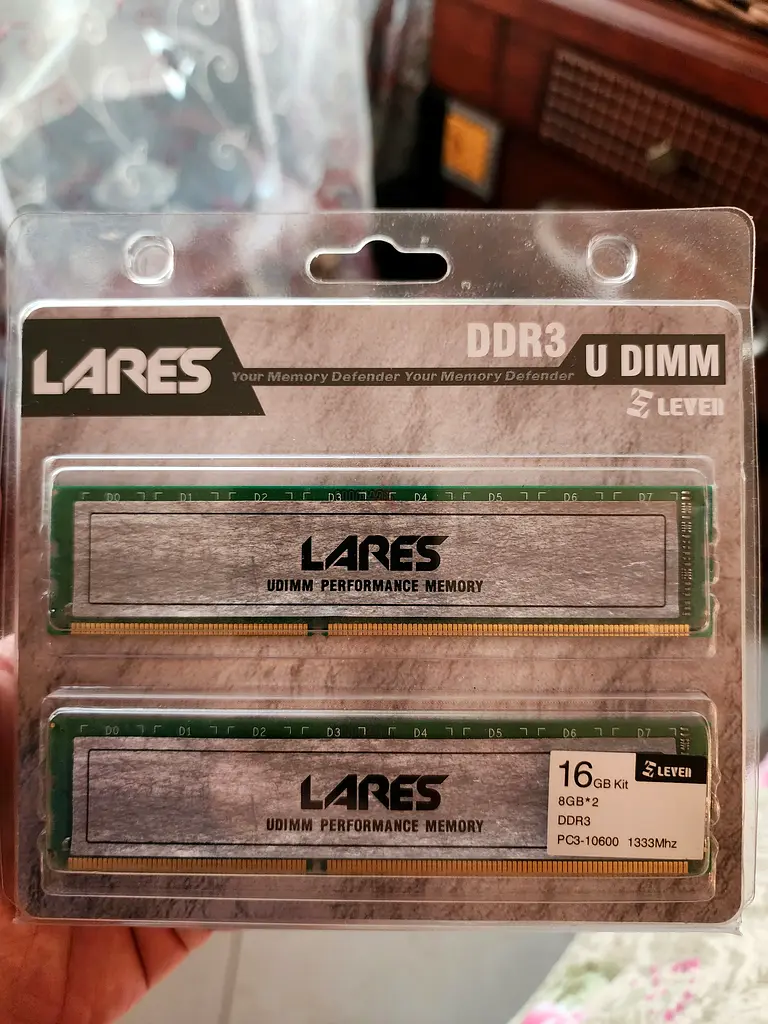 LARES
DDR3
U DIMM
Your Memory Defender Your Memory Defender
LEVEN
D0 D1 D2 D3 D4 D5 D6 D7
LARES
UDIMM PERFORMANCE MEMORY
D0 D1 D2 D3 D4 D5 D6 D7
LARES
UDIMM PERFORMANCE MEMORY
LEVEN
16GB Kit
8GB*2
DDR3
PC3-10600 1333Mhz